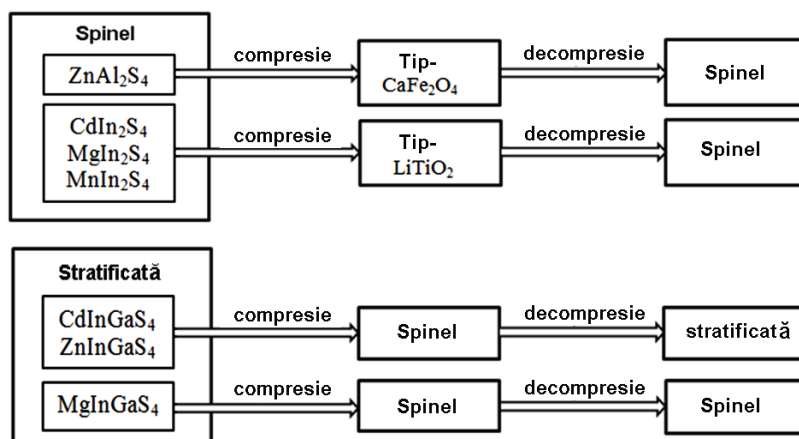 Spinel
ZnAl₂S₄
compresie
Tip-
CaFe₂O₄
decompresie
Spinel
CdIn₂S₄
MgIn₂S₄
MnIn₂S₄
compresie
Tip-
LiTiO₂
decompresie
Spinel
Stratificată
CdInGaS₄
ZnInGaS₄
compresie
Spinel
decompresie
stratificată
MgInGaS₄
compresie
Spinel
decompresie
Spinel